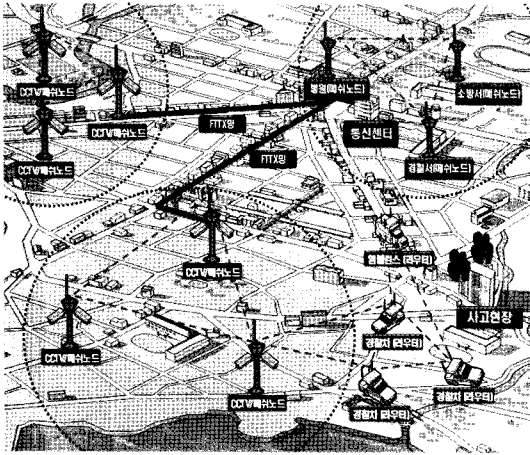 CCTV/메쉬노드
병원(메쉬노드)
소방서(메쉬노드)
CCTV/메쉬노드
FTTX망
통신센터
CCTV/메쉬노드
FTTX망
경찰서(메쉬노드)
앰블런스 (라우터)
CCTV/메쉬노드
사고현장
경찰차 (라우터)
CCTV/메쉬노드
경찰차 (라우터)
경찰차 (라우터)
CCTV/메쉬노드